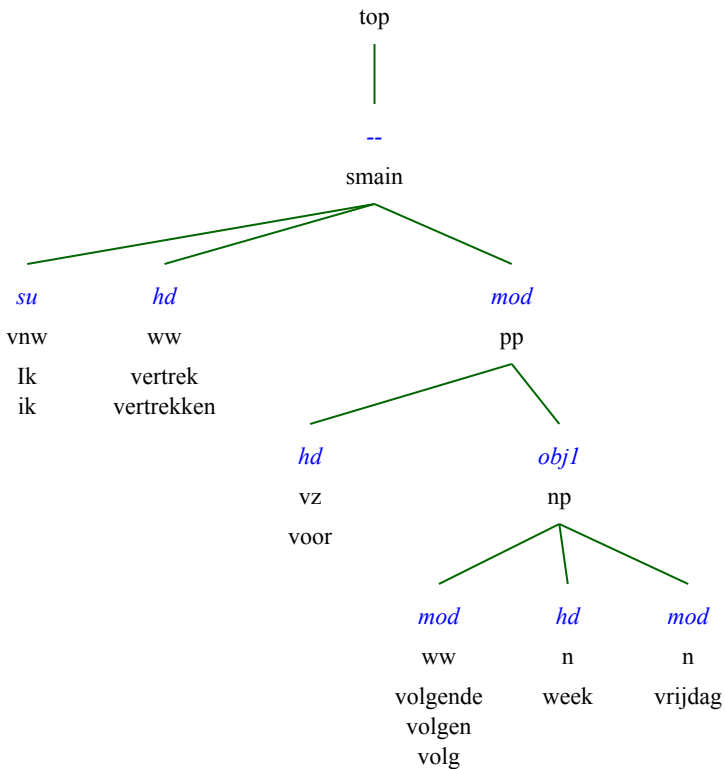 top
--
smain
su hd mod
vnw ww pp
Ik vertrek
ik vertrekken
hd obj1
vz np
voor
mod hd mod
ww n n
volgende week vrijdag
volgen
volg